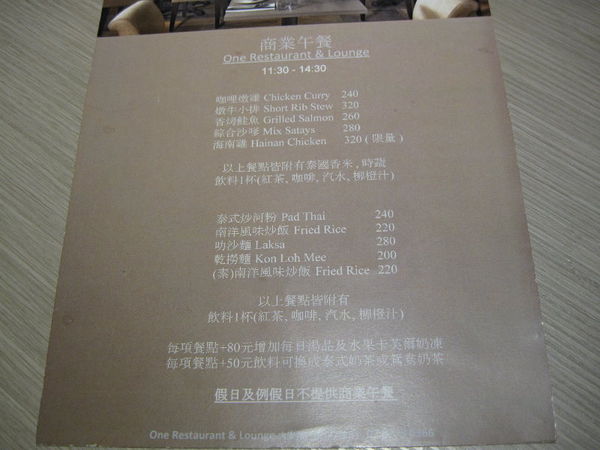 商業午餐
One Restaurant & Lounge
11:30 - 14:30
咖哩燉雞 Chicken Curry 240
燉牛小排 Short Rib Stew 320
香烤鮭魚 Grilled Salmon 260
綜合沙嗲 Mix Satays 280
海南雞 Hainan Chicken 320 ( 限量 )
以上餐點皆附有泰國香米, 時蔬
飲料1杯(紅茶, 咖啡, 汽水, 柳橙汁)
泰式炒河粉 Pad Thai 240
南洋風味炒飯 Fried Rice 220
叻沙麵 Laksa 280
乾撈麵 Kon Loh Mee 200
(素)南洋風味炒飯 Fried Rice 220
以上餐點皆附有
飲料1杯(紅茶, 咖啡, 汽水, 柳橙汁)
每項餐點+80元增加每日湯品及水果卡芙爾奶凍
每項餐點+50元飲料可換成泰式奶茶或鴛鴦奶茶
假日及例假日不提供商業午餐
One Restaurant & Lounge